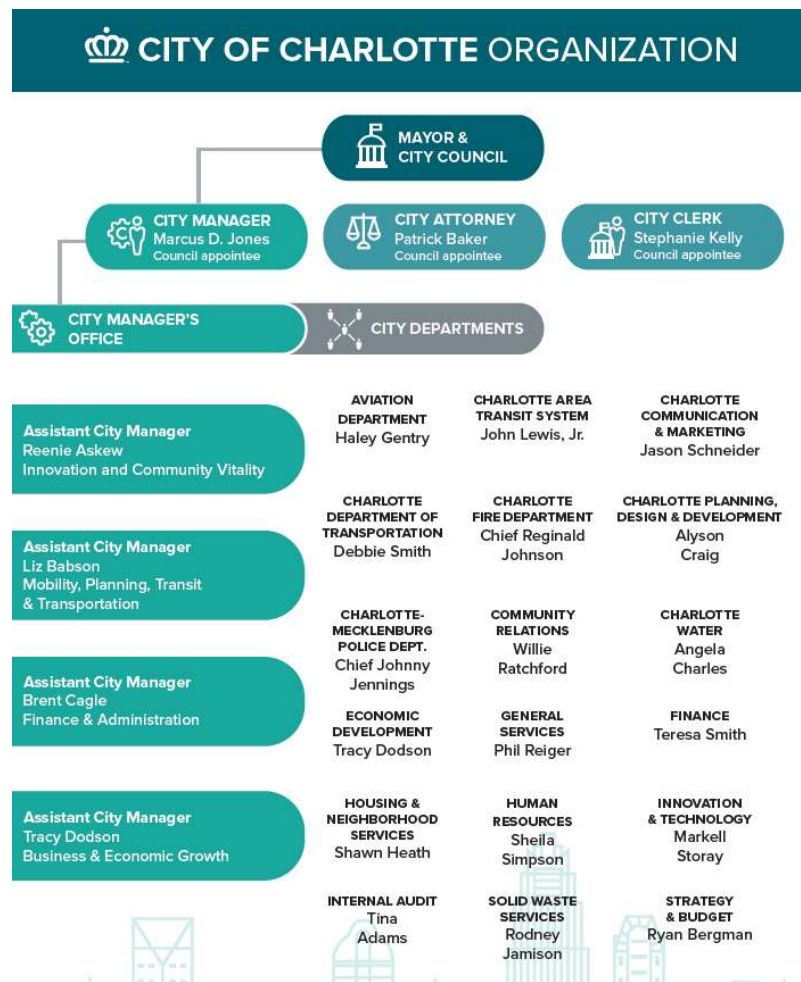 CITY OF CHARLOTTE ORGANIZATION
MAYOR &
CITY COUNCIL
CITY MANAGER
Marcus D. Jones
Council appointee
CITY ATTORNEY
Patrick Baker
Council appointee
CITY CLERK
Stephanie Kelly
Council appointee
CITY MANAGER'S
OFFICE
CITY DEPARTMENTS
Assistant City Manager
Reenie Askew
Innovation and Community Vitality
Assistant City Manager
Liz Babson
Mobility, Planning, Transit
& Transportation
Assistant City Manager
Brent Cagle
Finance & Administration
Assistant City Manager
Tracy Dodson
Business & Economic Growth
AVIATION
DEPARTMENT
Haley Gentry
CHARLOTTE AREA
TRANSIT SYSTEM
John Lewis, Jr.
CHARLOTTE
COMMUNICATION
& MARKETING
Jason Schneider
CHARLOTTE
DEPARTMENT OF
TRANSPORTATION
Debbie Smith
CHARLOTTE
FIRE DEPARTMENT
Chief Reginald
Johnson
CHARLOTTE PLANNING,
DESIGN & DEVELOPMENT
Alyson
Craig
CHARLOTTE-
MECKLENBURG
POLICE DEPT.
Chief Johnny
Jennings
COMMUNITY
RELATIONS
Willie
Ratchford
CHARLOTTE
WATER
Angela
Charles
ECONOMIC
DEVELOPMENT
Tracy Dodson
GENERAL
SERVICES
Phil Reiger
FINANCE
Teresa Smith
HOUSING &
NEIGHBORHOOD
SERVICES
Shawn Heath
HUMAN
RESOURCES
Sheila
Simpson
INNOVATION
& TECHNOLOGY
Markell
Storay
INTERNAL AUDIT
Tina
Adams
SOLID WASTE
SERVICES
Rodney
Jamison
STRATEGY
& BUDGET
Ryan Bergman